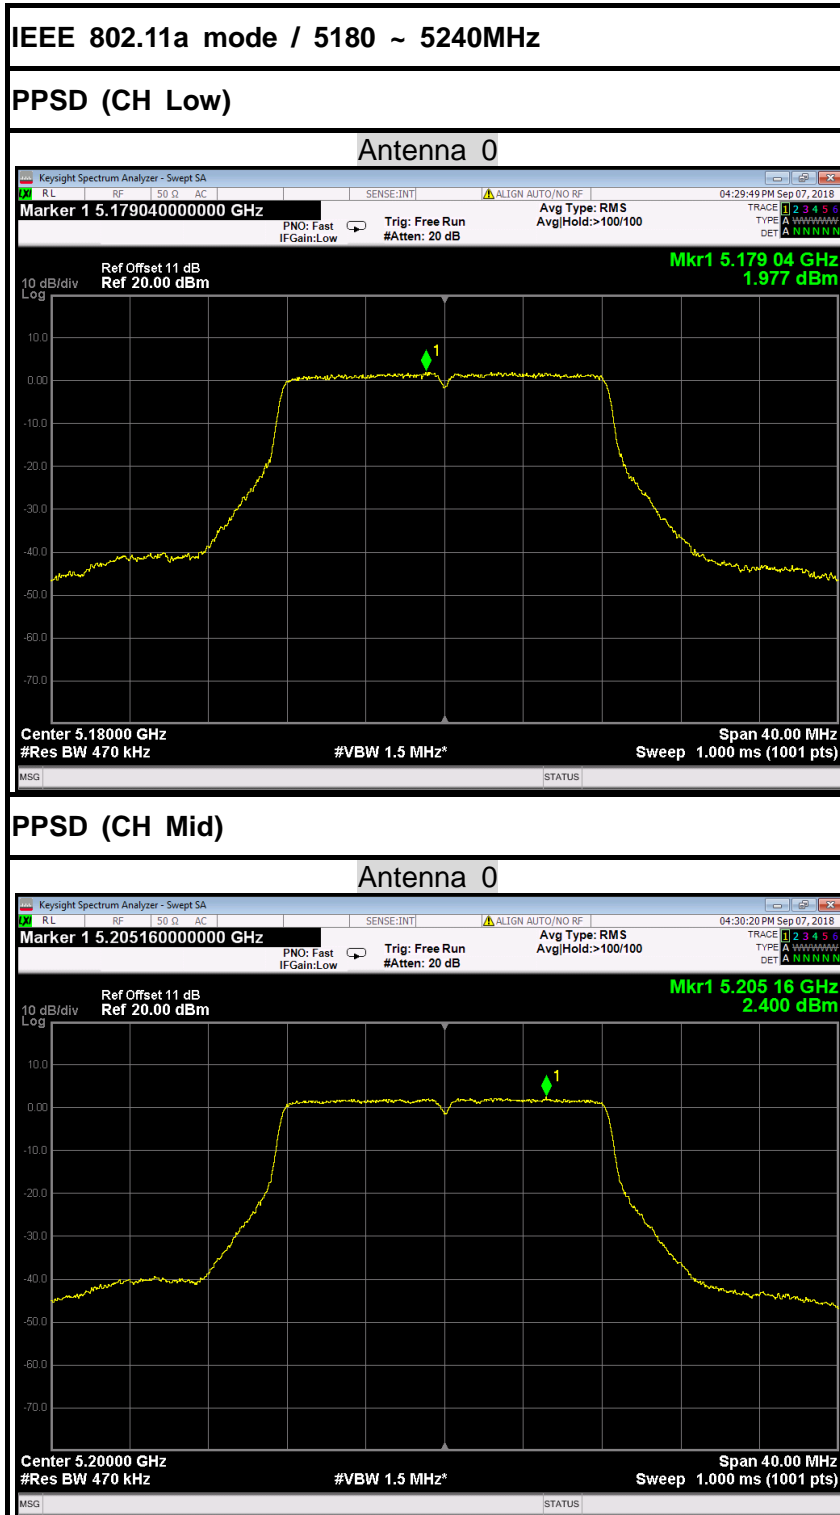 IEEE 802.11a mode / 5180 ~ 5240MHz
PPSD (CH Low)
Antenna 0
Keysight Spectrum Analyzer - Swept SA
LXI RL RF 50 Ω AC SENSE:INT ALIGN AUTO/NO RF 04:29:49 PM Sep 07, 2018
Marker 1 5.179040000000 GHz
PNO: Fast
IFGain:Low
Trig: Free Run
#Atten: 20 dB
Avg Type: RMS
Avg|Hold:>100/100
TRACE 1 2 3 4 5 6
TYPE A WWWWW
DET A N N N N N
Mkr1 5.179 04 GHz
1.977 dBm
Ref Offset 11 dB
10 dB/div Ref 20.00 dBm
Log
1
10.0
0.00
-10.0
-20.0
-30.0
-40.0
-50.0
-60.0
-70.0
Center 5.18000 GHz Span 40.00 MHz
#Res BW 470 kHz #VBW 1.5 MHz* Sweep 1.000 ms (1001 pts)
MSG STATUS
PPSD (CH Mid)
Antenna 0
Keysight Spectrum Analyzer - Swept SA
LXI RL RF 50 Ω AC SENSE:INT ALIGN AUTO/NO RF 04:30:20 PM Sep 07, 2018
Marker 1 5.205160000000 GHz
PNO: Fast
IFGain:Low
Trig: Free Run
#Atten: 20 dB
Avg Type: RMS
Avg|Hold:>100/100
TRACE 1 2 3 4 5 6
TYPE A WWWWW
DET A N N N N N
Mkr1 5.205 16 GHz
2.400 dBm
Ref Offset 11 dB
10 dB/div Ref 20.00 dBm
Log
1
10.0
0.00
-10.0
-20.0
-30.0
-40.0
-50.0
-60.0
-70.0
Center 5.20000 GHz Span 40.00 MHz
#Res BW 470 kHz #VBW 1.5 MHz* Sweep 1.000 ms (1001 pts)
MSG STATUS